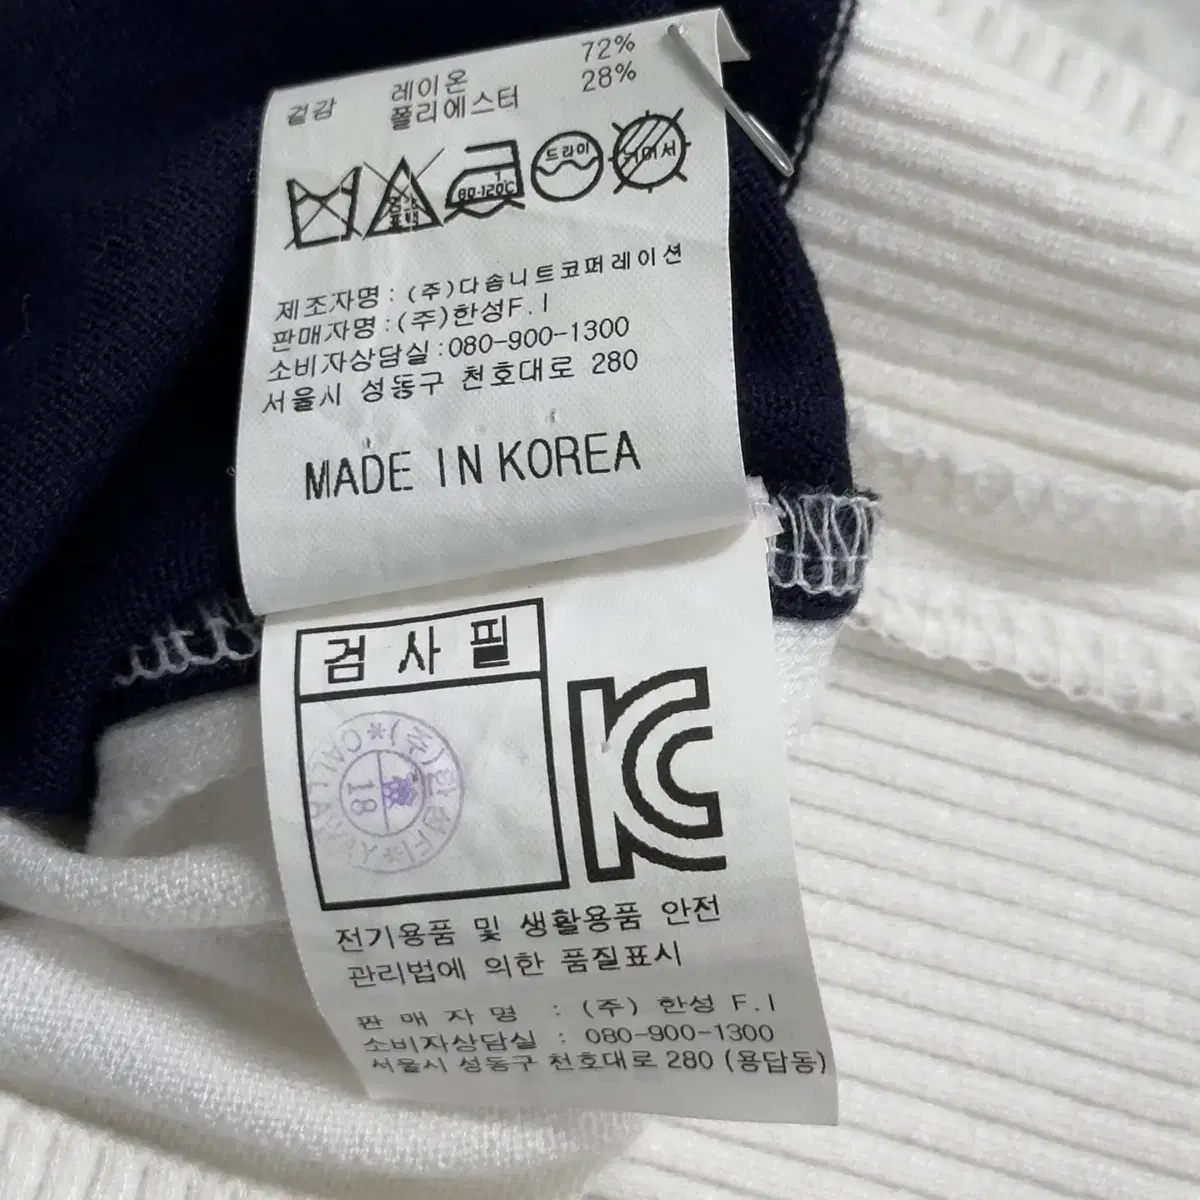 겉감 레이온 72%
폴리에스터 28%
1
80-120℃
드라이
제조자명 : (주)다솜니트코퍼레이션
판매자명 : (주)한성F.I
소비자상담실 : 080-900-1300
서울시 성동구 천호대로 280
MADE IN KOREA
검사필
18
KC
전기용품 및 생활용품 안전
관리법에 의한 품질표시
판매자명 : (주) 한성 F.I
소비자상담실 : 080-900-1300
서울시 성동구 천호대로 280 (용답동)